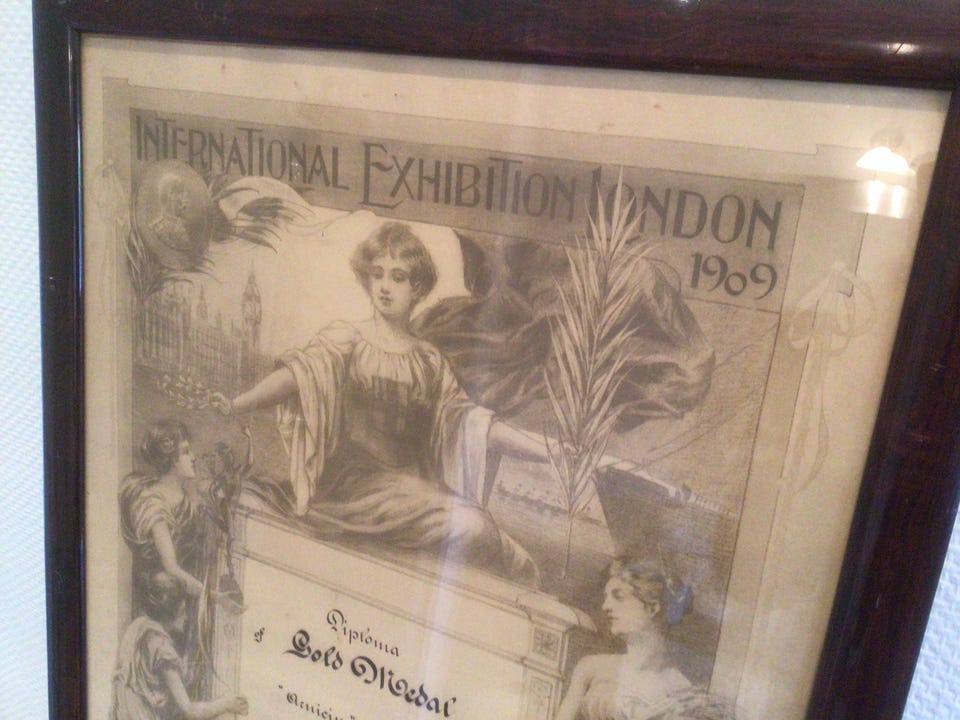 INTERNATIONAL EXHIBITION LONDON
1909
Diploma
of Gold Medal